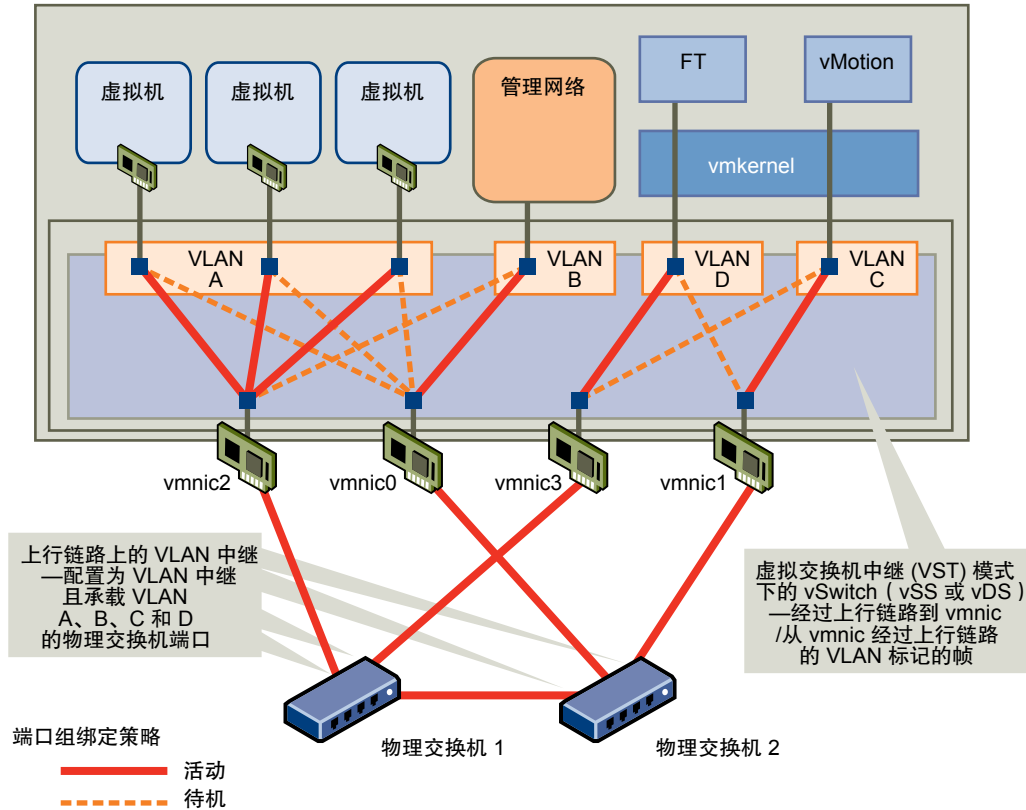 FT
vMotion
虚拟机
虚拟机
虚拟机
管理网络
vmkernel
VLAN
A
VLAN
B
VLAN
D
VLAN
C
vmnic2
vmnic0
vmnic3
vmnic1
上行链路上的 VLAN 中继
—配置为 VLAN 中继
且承载 VLAN
A、B、C 和 D
的物理交换机端口
虚拟交换机中继 (VST) 模式
下的 vSwitch（vSS 或 vDS）
—经过上行链路到 vmnic
/从 vmnic 经过上行链路
的 VLAN 标记的帧
物理交换机 1
物理交换机 2
端口组绑定策略
活动
待机